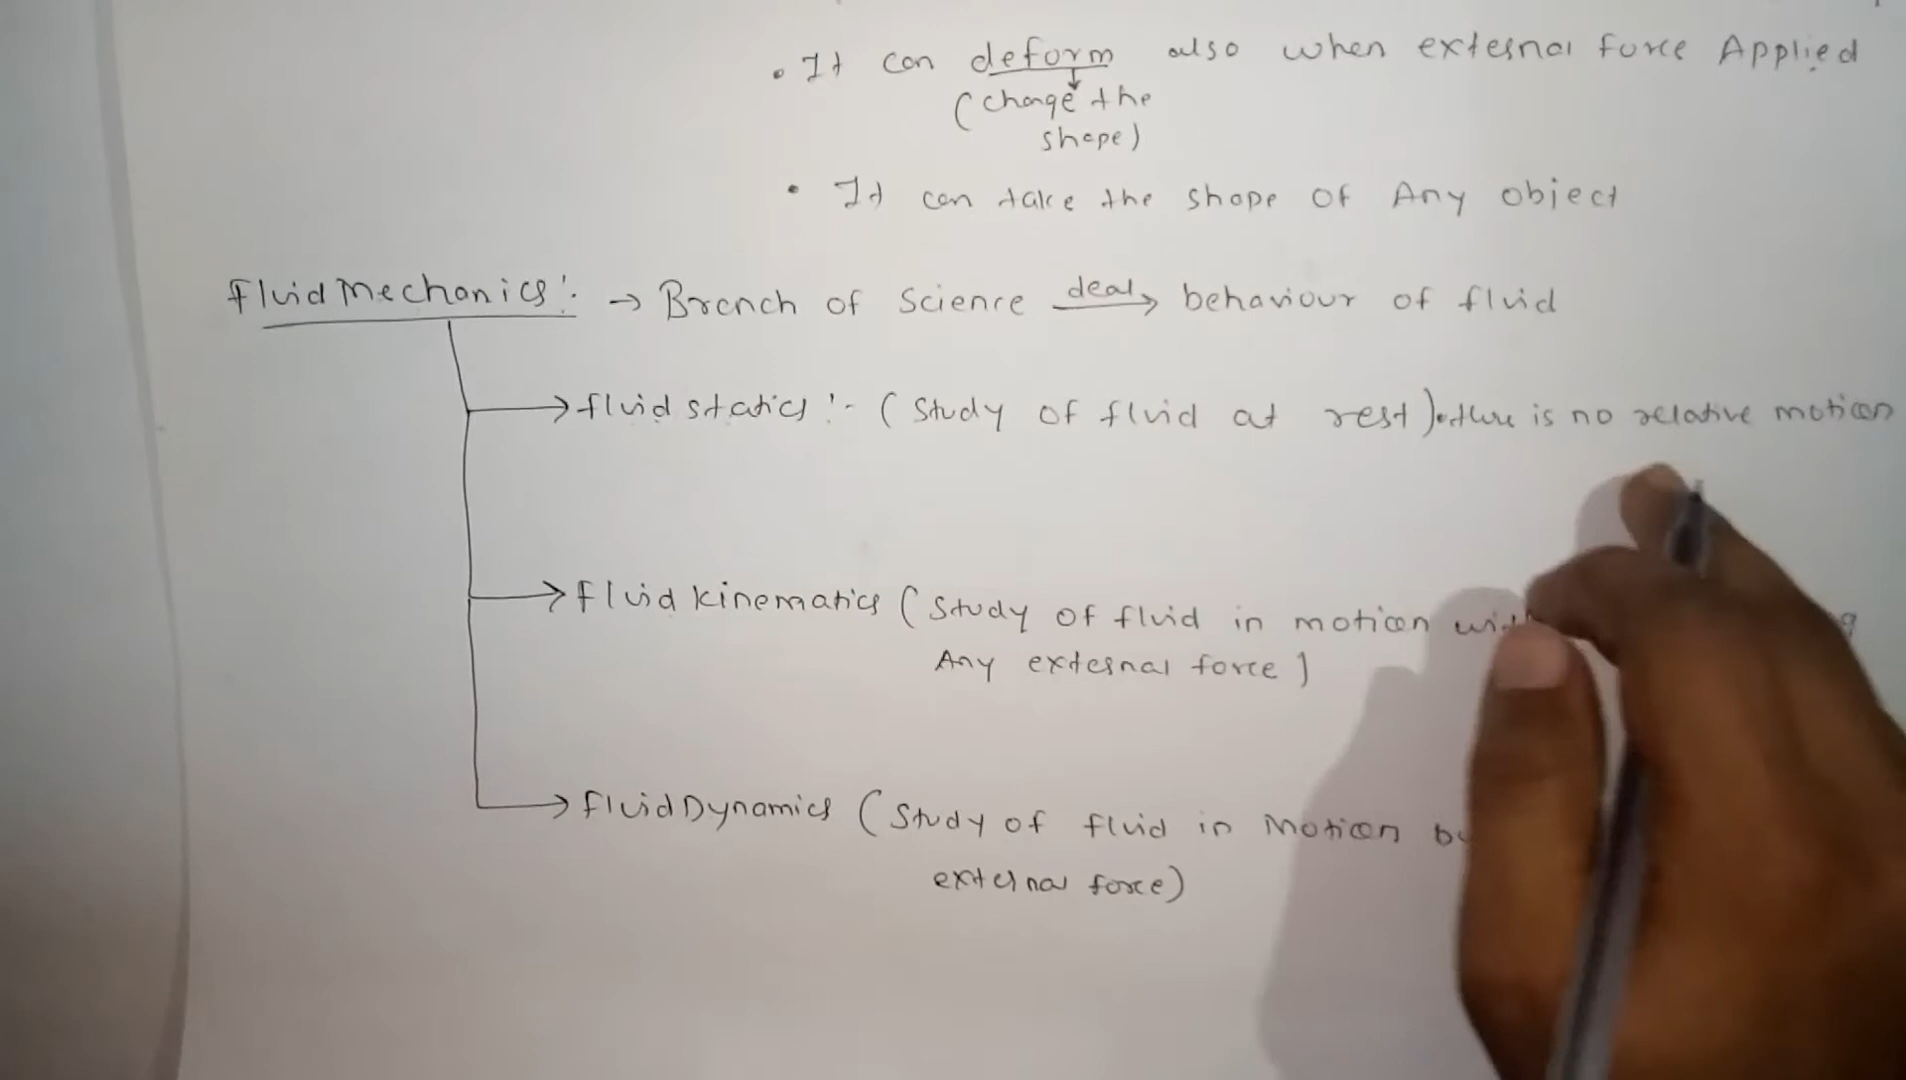 • It can deform also when external force Applied
(change the
shape)
• It can take the shape of Any object
Fluid Mechanics :- → Branch of Science deal → behaviour of fluid
→ fluid statics :- ( Study of fluid at rest ) • there is no relative motion
→ fluid kinematics ( Study of fluid in motion
Any external force )
→ fluid Dynamics ( Study of fluid in Motion
external force)